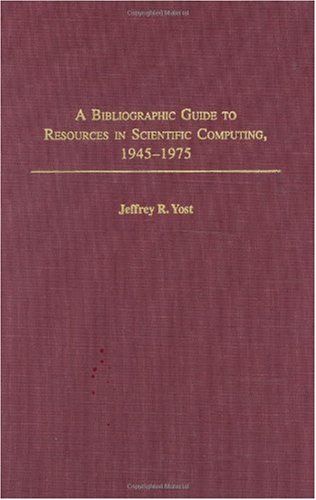 A BIBLIOGRAPHIC GUIDE TO
RESOURCES IN SCIENTIFIC COMPUTING,
1945–1975
Jeffrey R. Yost